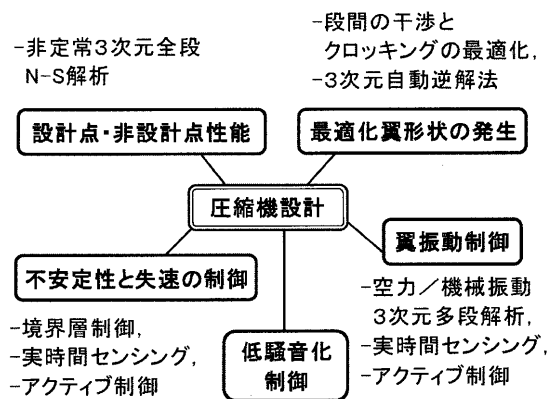 -非定常3次元全段
N-S解析
-段間の干渉と
クロッキングの最適化,
-3次元自動逆解法
設計点・非設計点性能
最適化翼形状の発生
圧縮機設計
翼振動制御
不安定性と失速の制御
-空力／機械振動
3次元多段解析,
-実時間センシング,
-アクティブ制御
-境界層制御,
-実時間センシング,
-アクティブ制御
低騒音化
制御